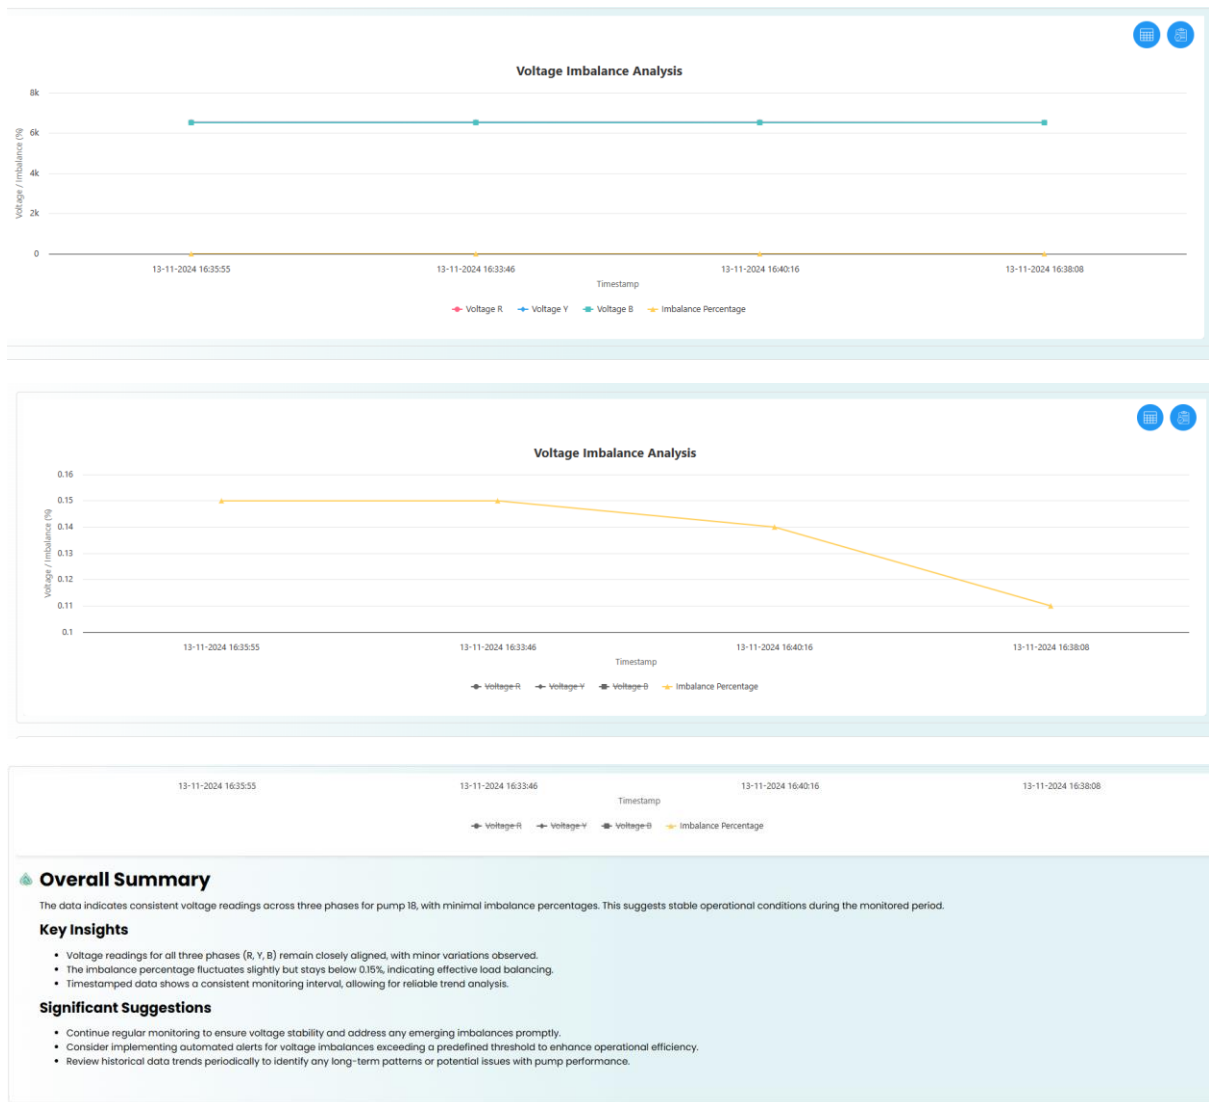 Voltage Imbalance Analysis
8k
6k
4k
2k
0
Voltage / Imbalance (%)
13-11-2024 16:35:55 13-11-2024 16:33:46 13-11-2024 16:40:16 13-11-2024 16:38:08
Timestamp
Voltage R Voltage Y Voltage B Imbalance Percentage
Voltage Imbalance Analysis
0.16
0.15
0.14
0.13
0.12
0.11
0.1
Voltage / Imbalance (%)
13-11-2024 16:35:55 13-11-2024 16:33:46 13-11-2024 16:40:16 13-11-2024 16:38:08
Timestamp
Voltage R Voltage Y Voltage B Imbalance Percentage
13-11-2024 16:35:55 13-11-2024 16:33:46 13-11-2024 16:40:16 13-11-2024 16:38:08
Timestamp
Voltage R Voltage Y Voltage B Imbalance Percentage
Overall Summary
The data indicates consistent voltage readings across three phases for pump 18, with minimal imbalance percentages. This suggests stable operational conditions during the monitored period.
Key Insights
• Voltage readings for all three phases (R, Y, B) remain closely aligned, with minor variations observed.
• The imbalance percentage fluctuates slightly but stays below 0.15%, indicating effective load balancing.
• Timestamped data shows a consistent monitoring interval, allowing for reliable trend analysis.
Significant Suggestions
• Continue regular monitoring to ensure voltage stability and address any emerging imbalances promptly.
• Consider implementing automated alerts for voltage imbalances exceeding a predefined threshold to enhance operational efficiency.
• Review historical data trends periodically to identify any long-term patterns or potential issues with pump performance.